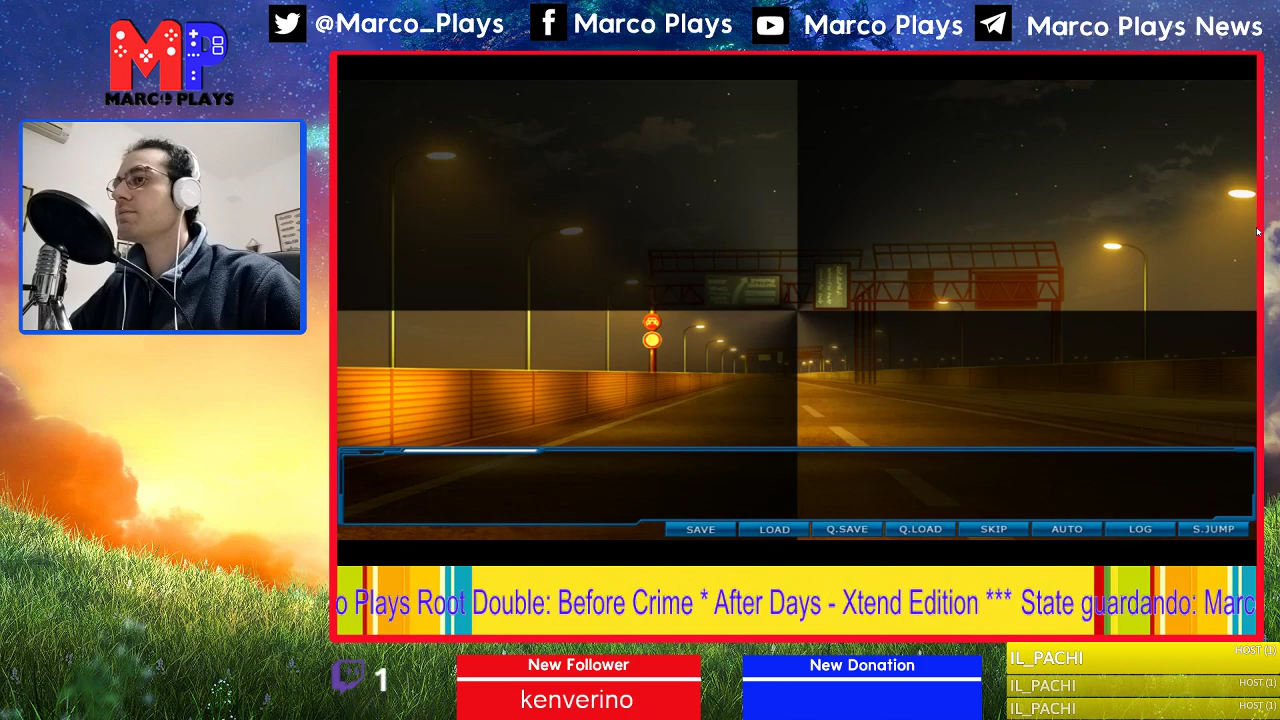 @Marco_Plays
Marco Plays
Marco Plays
Marco Plays News
MP
MARCO PLAYS
SAVE
LOAD
Q.SAVE
Q.LOAD
SKIP
AUTO
LOG
S.JUMP
o Plays Root Double: Before Crime * After Days - Xtend Edition *** State guardando: Marc
1
New Follower
kenverino
New Donation
IL_PACHI
HOST (1)
IL_PACHI
HOST (1)
IL_PACHI
HOST (1)